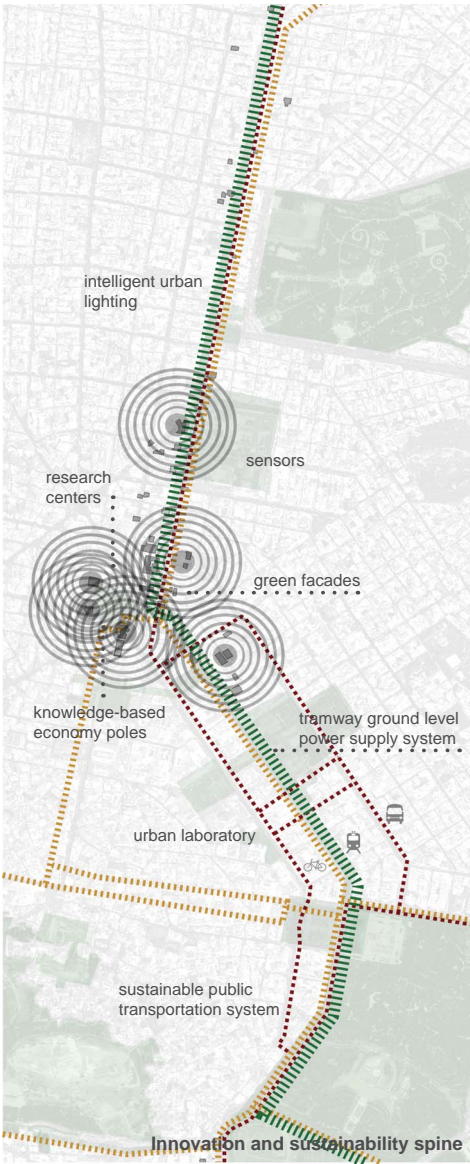 intelligent urban
lighting
sensors
research
centers
green facades
knowledge-based
economy poles
tramway ground level
power supply system
urban laboratory
sustainable public
transportation system
Innovation and sustainability spine